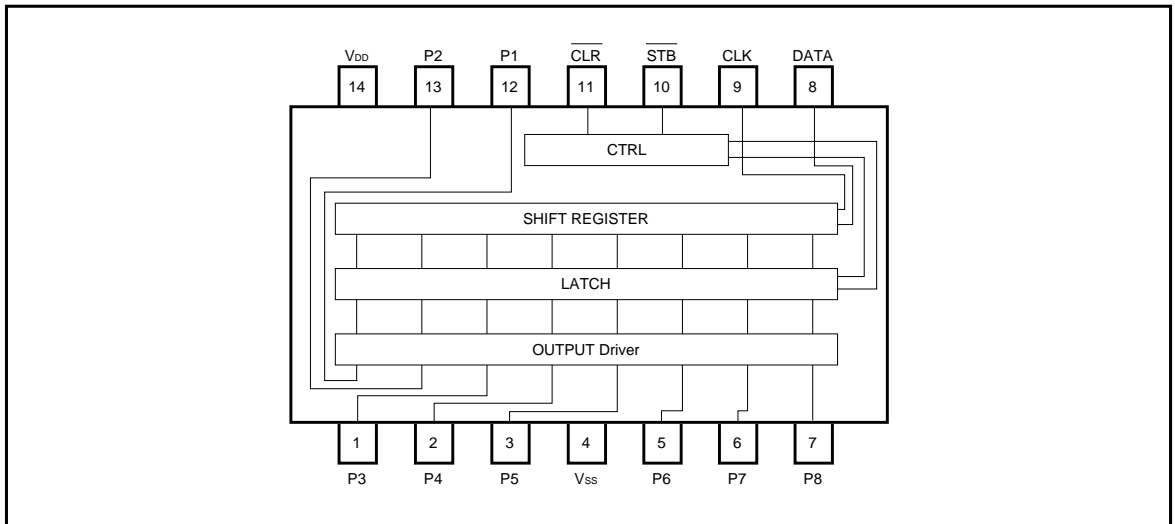 VDD P2 P1 CLR STB CLK DATA
14 13 12 11 10 9 8
CTRL
SHIFT REGISTER
LATCH
OUTPUT Driver
1 2 3 4 5 6 7
P3 P4 P5 VSS P6 P7 P8